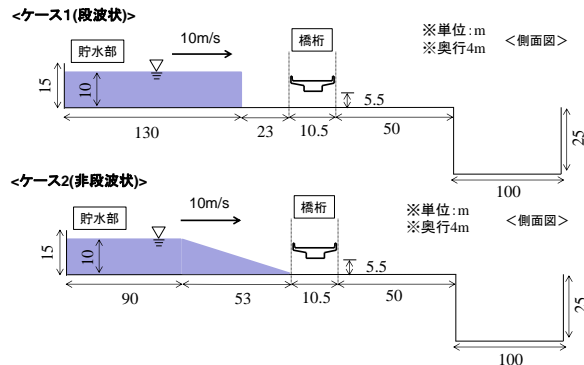 <ケース1(段波状)>
10m/s
橋桁
※単位:m
※奥行4m
<側面図>
貯水部
15
10
5.5
130
23
10.5
50
25
100
<ケース2(非段波状)>
10m/s
橋桁
※単位:m
※奥行4m
<側面図>
貯水部
15
10
5.5
90
53
10.5
50
25
100